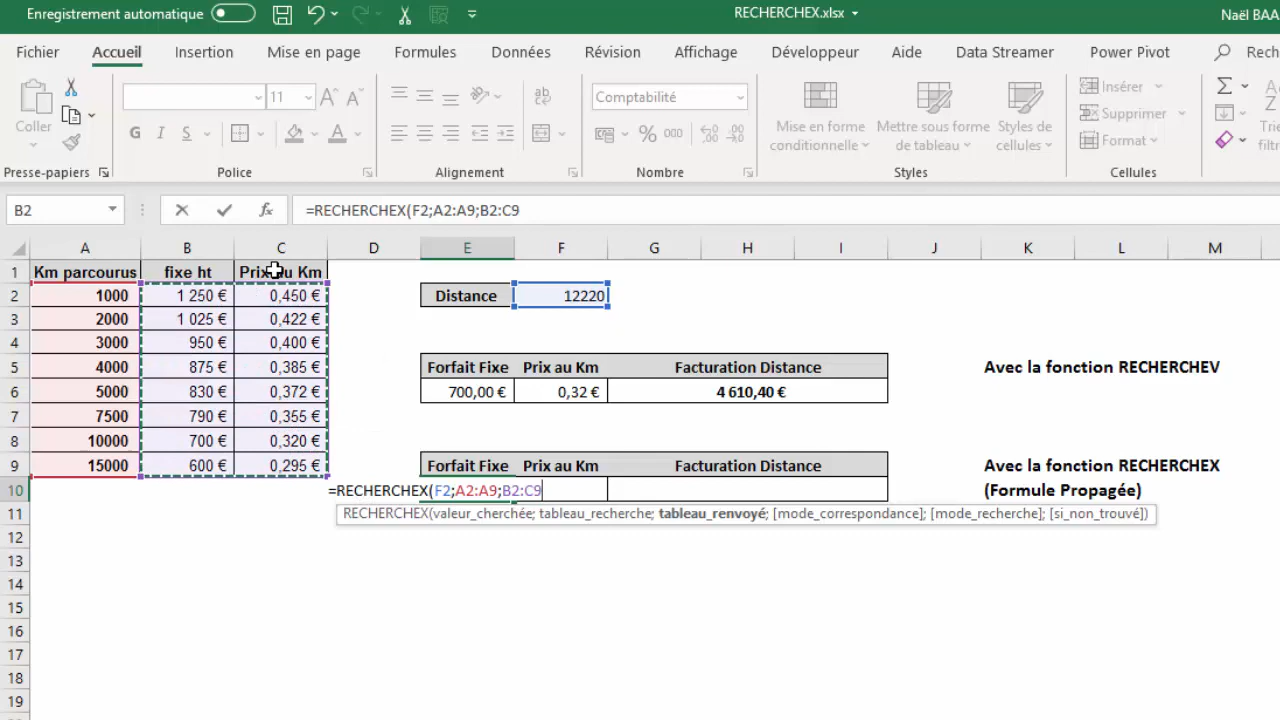 Enregistrement automatique RECHERCHEX.xlsx Naël BAA
Fichier Accueil Insertion Mise en page Formules Données Révision Affichage Développeur Aide Data Streamer Power Pivot Rech
Coller 11 Comptabilité Insérer
Mise en forme Mettre sous forme Styles de Supprimer
G I S % 000 conditionnelle de tableau cellules Format Trie
filtr
Presse-papiers Police Alignement Nombre Styles Cellules
B2 fx =RECHERCHEX(F2;A2:A9;B2:C9
A B C D E F G H I J K L M
1 Km parcourus fixe ht Prix au Km
2 1000 1 250 € 0,450 € Distance 12220
3 2000 1 025 € 0,422 €
4 3000 950 € 0,400 €
5 4000 875 € 0,385 € Forfait Fixe Prix au Km Facturation Distance Avec la fonction RECHERCHEV
6 5000 830 € 0,372 € 700,00 € 0,32 € 4 610,40 €
7 7500 790 € 0,355 €
8 10000 700 € 0,320 €
9 15000 600 € 0,295 € Forfait Fixe Prix au Km Facturation Distance Avec la fonction RECHERCHEX
10 =RECHERCHEX(F2;A2:A9;B2:C9 (Formule Propagée)
11 RECHERCHEX(valeur_cherchée; tableau_recherche; tableau_renvoyé; [mode_correspondance]; [mode_recherche]; [si_non_trouvé])
12
13
14
15
16
17
18
19